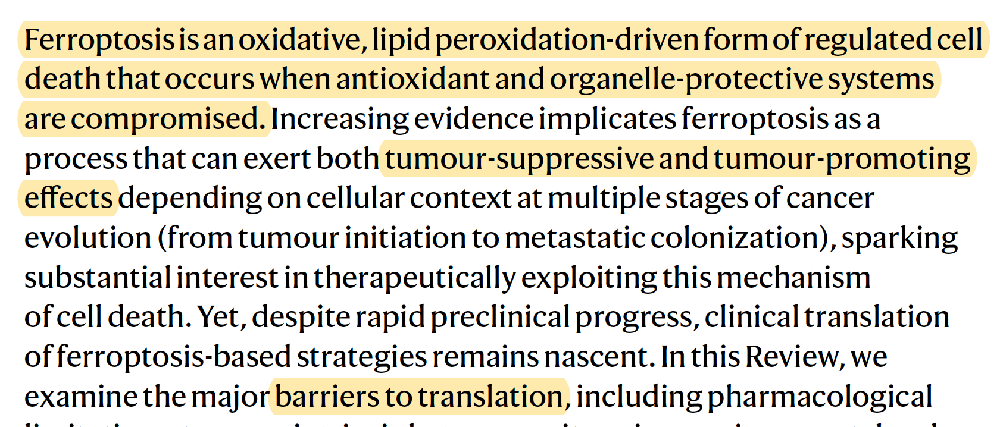 Ferroptosis is an oxidative, lipid peroxidation-driven form of regulated cell
death that occurs when antioxidant and organelle-protective systems
are compromised. Increasing evidence implicates ferroptosis as a
process that can exert both tumour-suppressive and tumour-promoting
effects depending on cellular context at multiple stages of cancer
evolution (from tumour initiation to metastatic colonization), sparking
substantial interest in therapeutically exploiting this mechanism
of cell death. Yet, despite rapid preclinical progress, clinical translation
of ferroptosis-based strategies remains nascent. In this Review, we
examine the major barriers to translation, including pharmacological